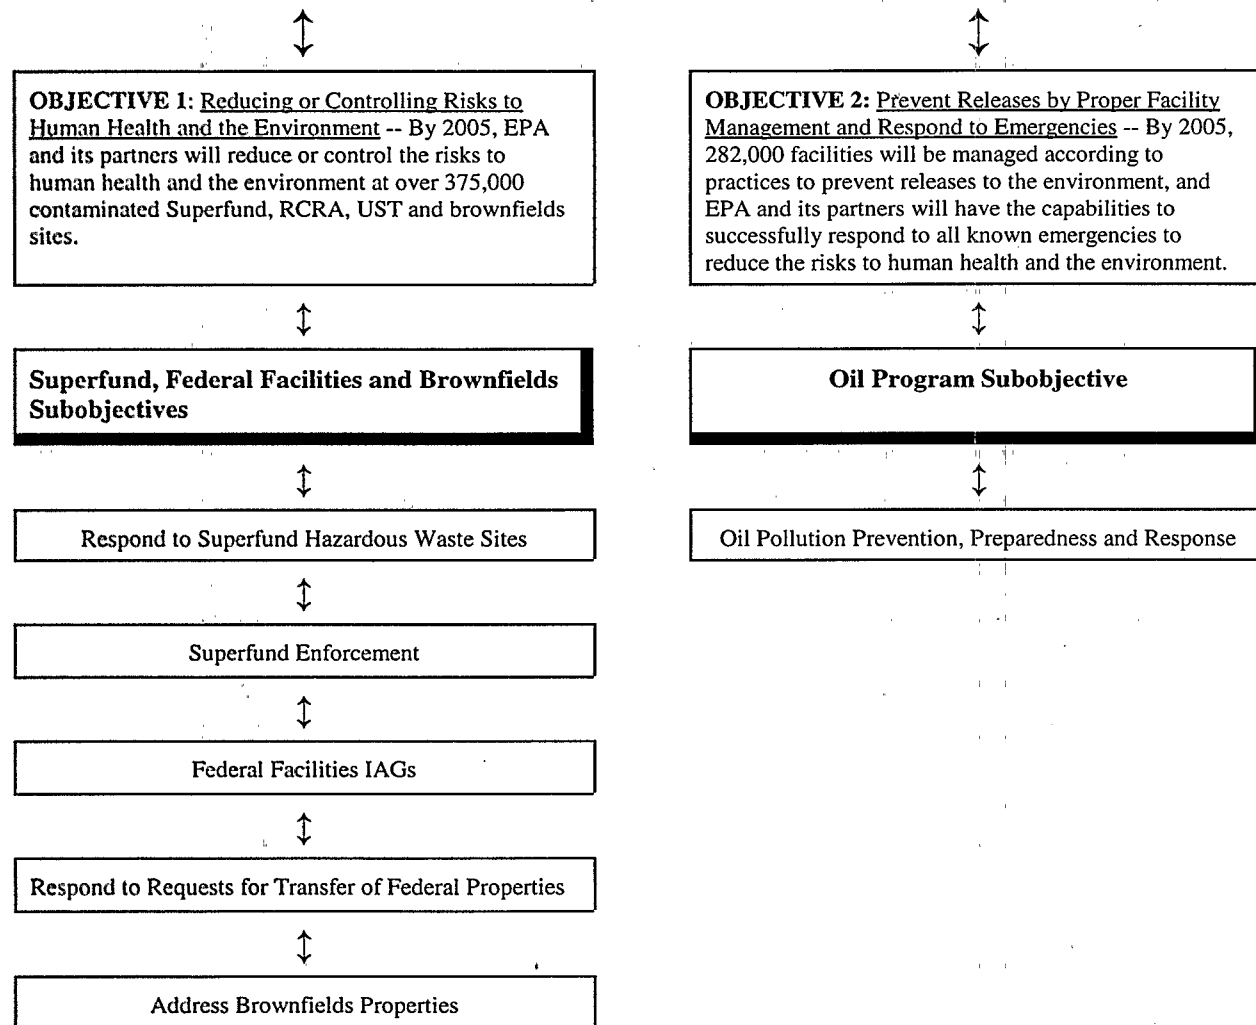 OBJECTIVE 1: Reducing or Controlling Risks to
Human Health and the Environment -- By 2005, EPA
and its partners will reduce or control the risks to
human health and the environment at over 375,000
contaminated Superfund, RCRA, UST and brownfields
sites.
Superfund, Federal Facilities and Brownfields
Subobjectives
Respond to Superfund Hazardous Waste Sites
Superfund Enforcement
Federal Facilities IAGs
Respond to Requests for Transfer of Federal Properties
Address Brownfields Properties
OBJECTIVE 2: Prevent Releases by Proper Facility
Management and Respond to Emergencies -- By 2005,
282,000 facilities will be managed according to
practices to prevent releases to the environment, and
EPA and its partners will have the capabilities to
successfully respond to all known emergencies to
reduce the risks to human health and the environment.
Oil Program Subobjective
Oil Pollution Prevention, Preparedness and Response